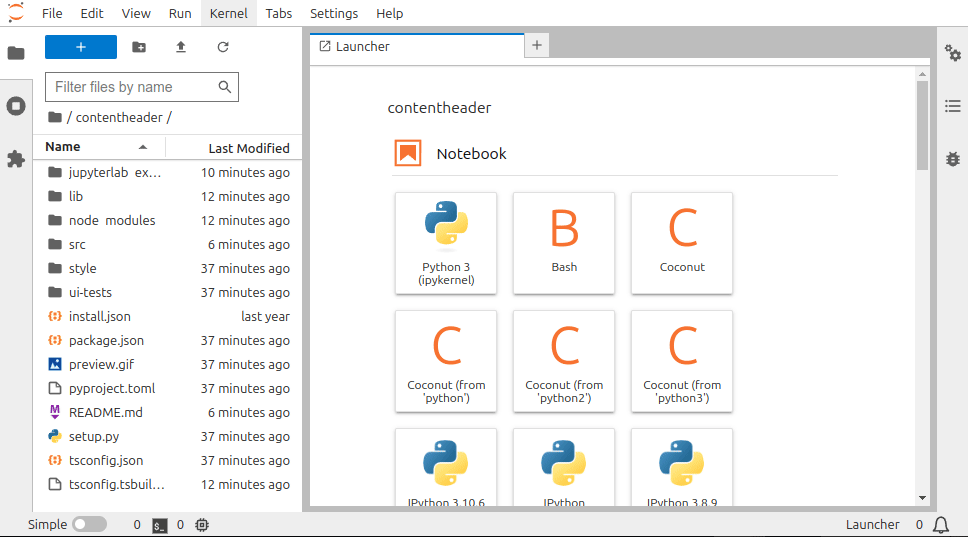 File Edit View Run Kernel Tabs Settings Help
Launcher
Filter files by name
/ contentheader /
Name Last Modified
jupyterlab_ex... 10 minutes ago
lib 12 minutes ago
node_modules 12 minutes ago
src 6 minutes ago
style 37 minutes ago
ui-tests 37 minutes ago
install.json last year
package.json 37 minutes ago
preview.gif 37 minutes ago
pyproject.toml 37 minutes ago
README.md 6 minutes ago
setup.py 37 minutes ago
tsconfig.json 37 minutes ago
tsconfig.tsbuil... 12 minutes ago
contentheader
Notebook
Python 3
(ipykernel)
B
Bash
C
Coconut
C
Coconut (from
'python')
C
Coconut (from
'python2')
C
Coconut (from
'python3')
IPython 3.10.6
IPython
IPython 3.8.9
Simple 0 $_ 0
Launcher 0